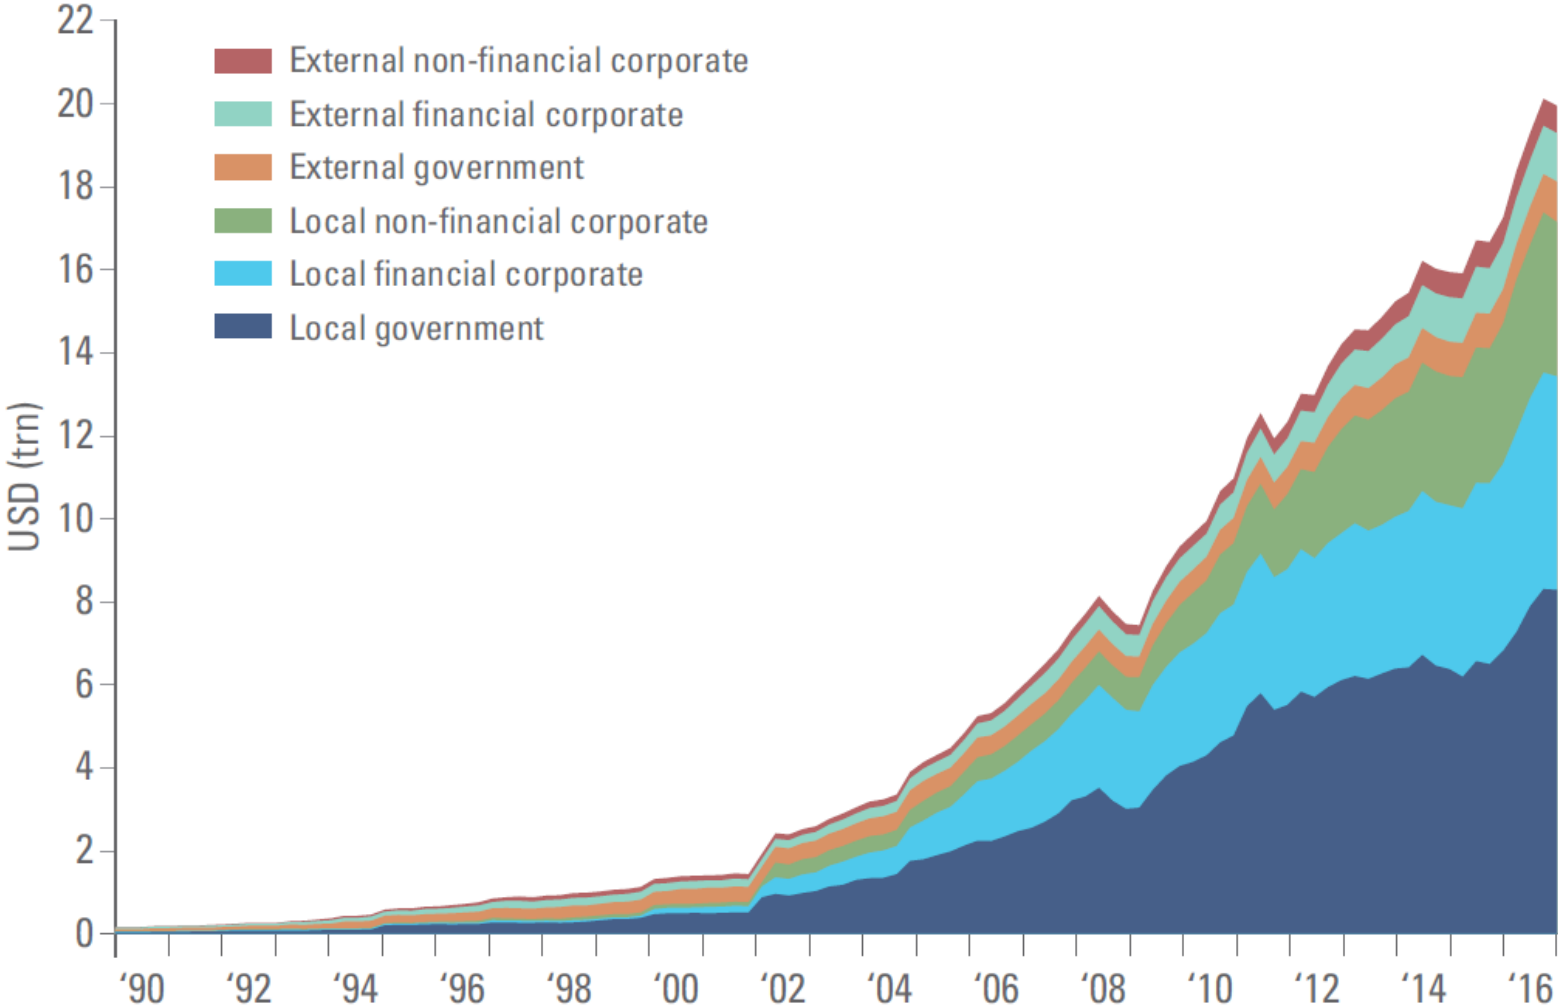 22
20
18
16
14
12
10
8
6
4
2
0
USD (trn)
External non-financial corporate
External financial corporate
External government
Local non-financial corporate
Local financial corporate
Local government
‘90 ‘92 ‘94 ‘96 ‘98 ‘00 ‘02 ‘04 ‘06 ‘08 ‘10 ‘12 ‘14 ‘16